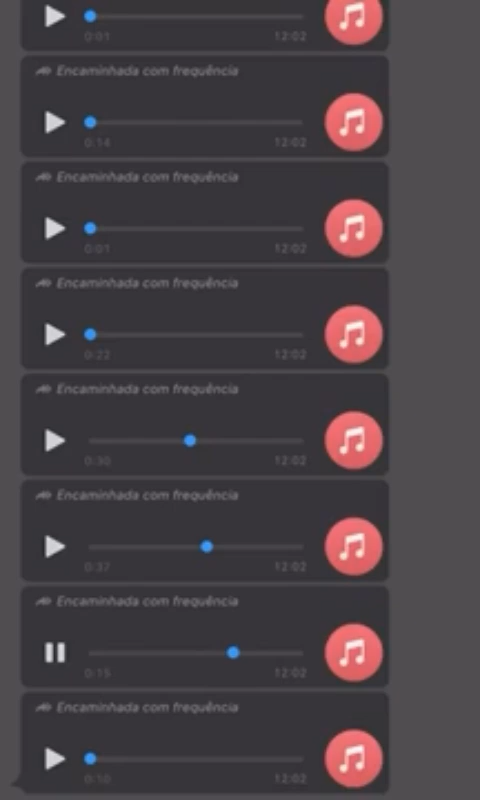 0:01 12:02
Encaminhada com frequência
0:14 12:02
Encaminhada com frequência
0:01 12:02
Encaminhada com frequência
0:22 12:02
Encaminhada com frequência
0:30 12:02
Encaminhada com frequência
0:37 12:02
Encaminhada com frequência
0:15 12:02
Encaminhada com frequência
0:10 12:02